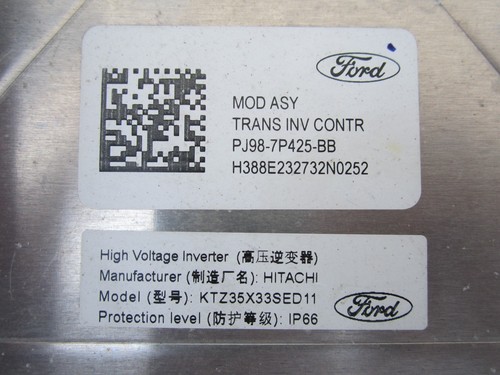 Ford
MOD ASY
TRANS INV CONTR
PJ98-7P425-BB
H388E232732N0252
High Voltage Inverter (高压逆变器)
Manufacturer (制造厂名): HITACHI
Model (型号): KTZ35X33SED11
Protection level (防护等级): IP66
Ford